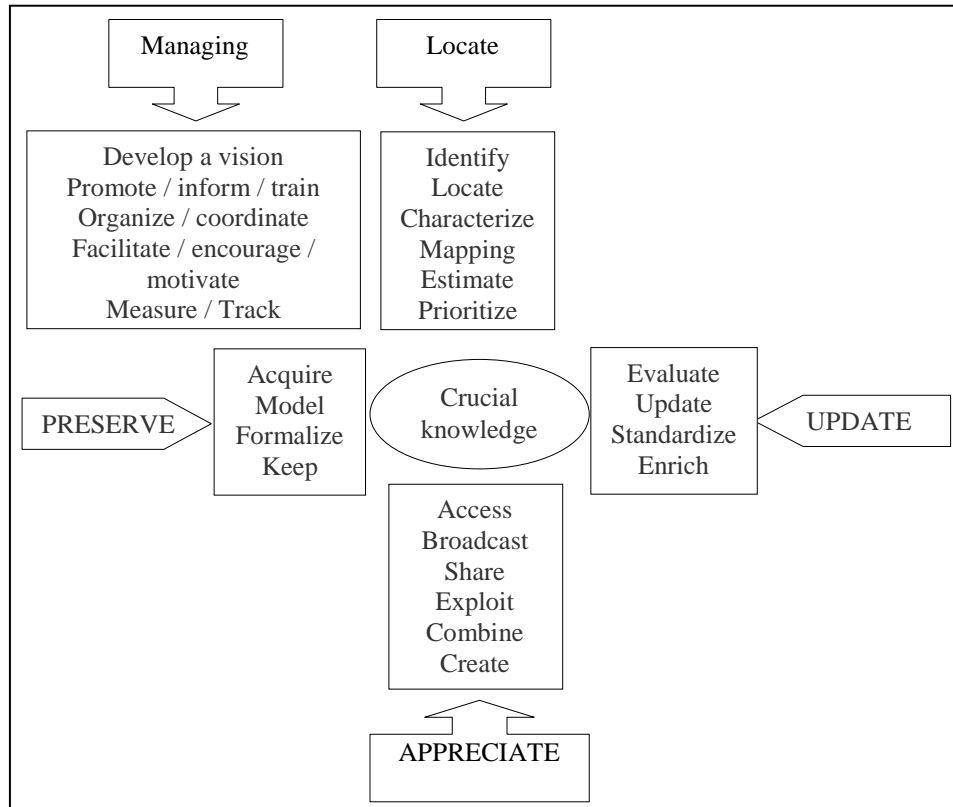 Managing
Locate
Develop a vision
Promote / inform / train
Organize / coordinate
Facilitate / encourage /
motivate
Measure / Track
Identify
Locate
Characterize
Mapping
Estimate
Prioritize
PRESERVE
Acquire
Model
Formalize
Keep
Crucial
knowledge
Evaluate
Update
Standardize
Enrich
UPDATE
Access
Broadcast
Share
Exploit
Combine
Create
APPRECIATE